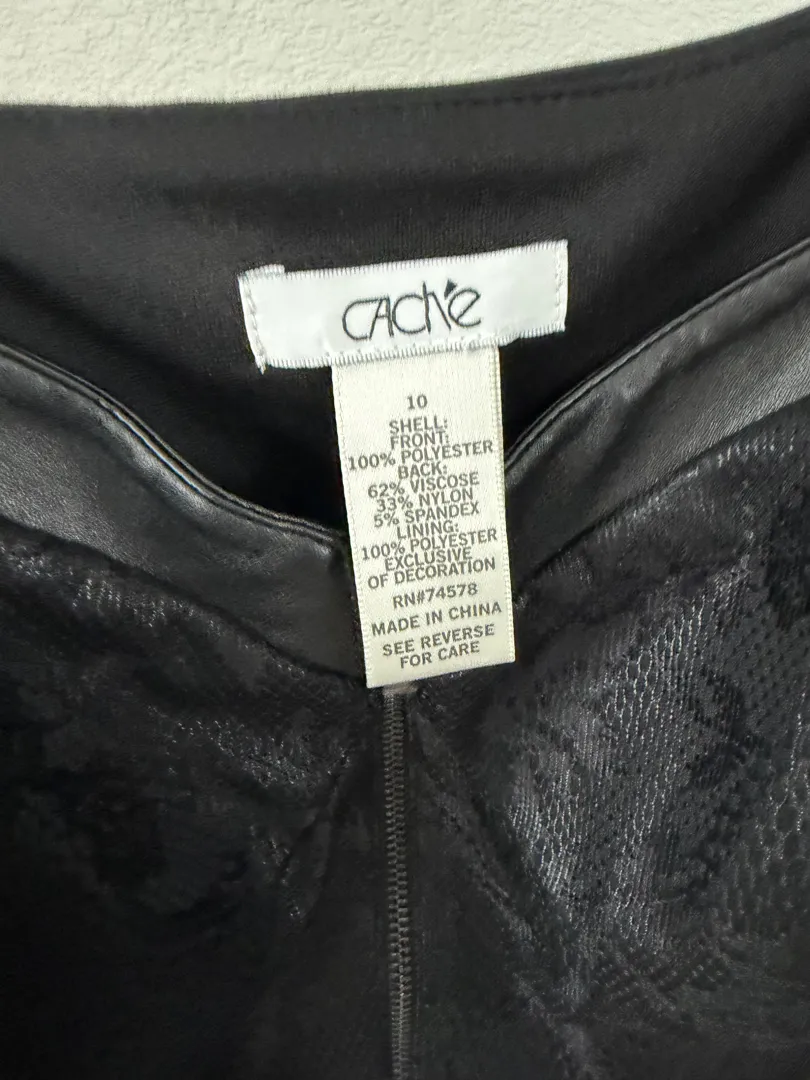 CAchÉ
10
SHELL:
FRONT:
100% POLYESTER
BACK:
62% VISCOSE
33% NYLON
5% SPANDEX
LINING:
100% POLYESTER
EXCLUSIVE
OF DECORATION
RN#74578
MADE IN CHINA
SEE REVERSE
FOR CARE